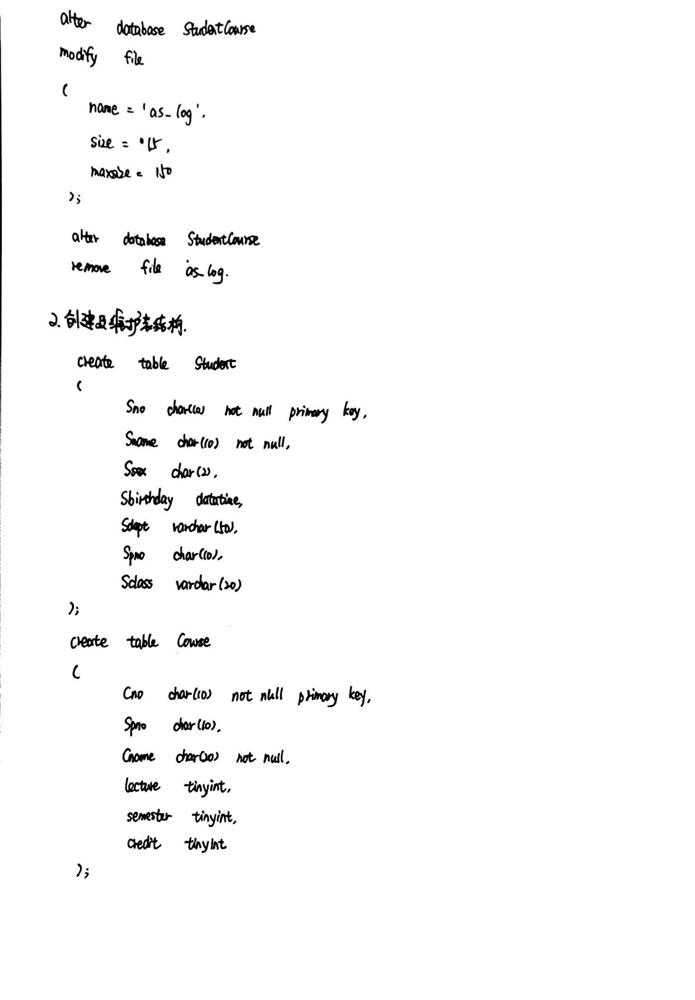 alter database StudentCourse
modify file
(
name = 'as_log'.
size = 15,
maxsize = 150
);
alter database StudentCourse
remove file as_log.
2.创建及维护表结构.
create table Student
(
Sno char(10) not null primary key,
Sname char(10) not null,
Ssex char(2),
Sbirthday datatime,
Sdept varchar(50),
Spno char(10),
Sclass varchar(20)
);
create table Course
(
Cno char(10) not null primary key,
Spno char(10),
Cname char(20) not null,
lecture tinyint,
semester tinyint,
credit tinyint
);